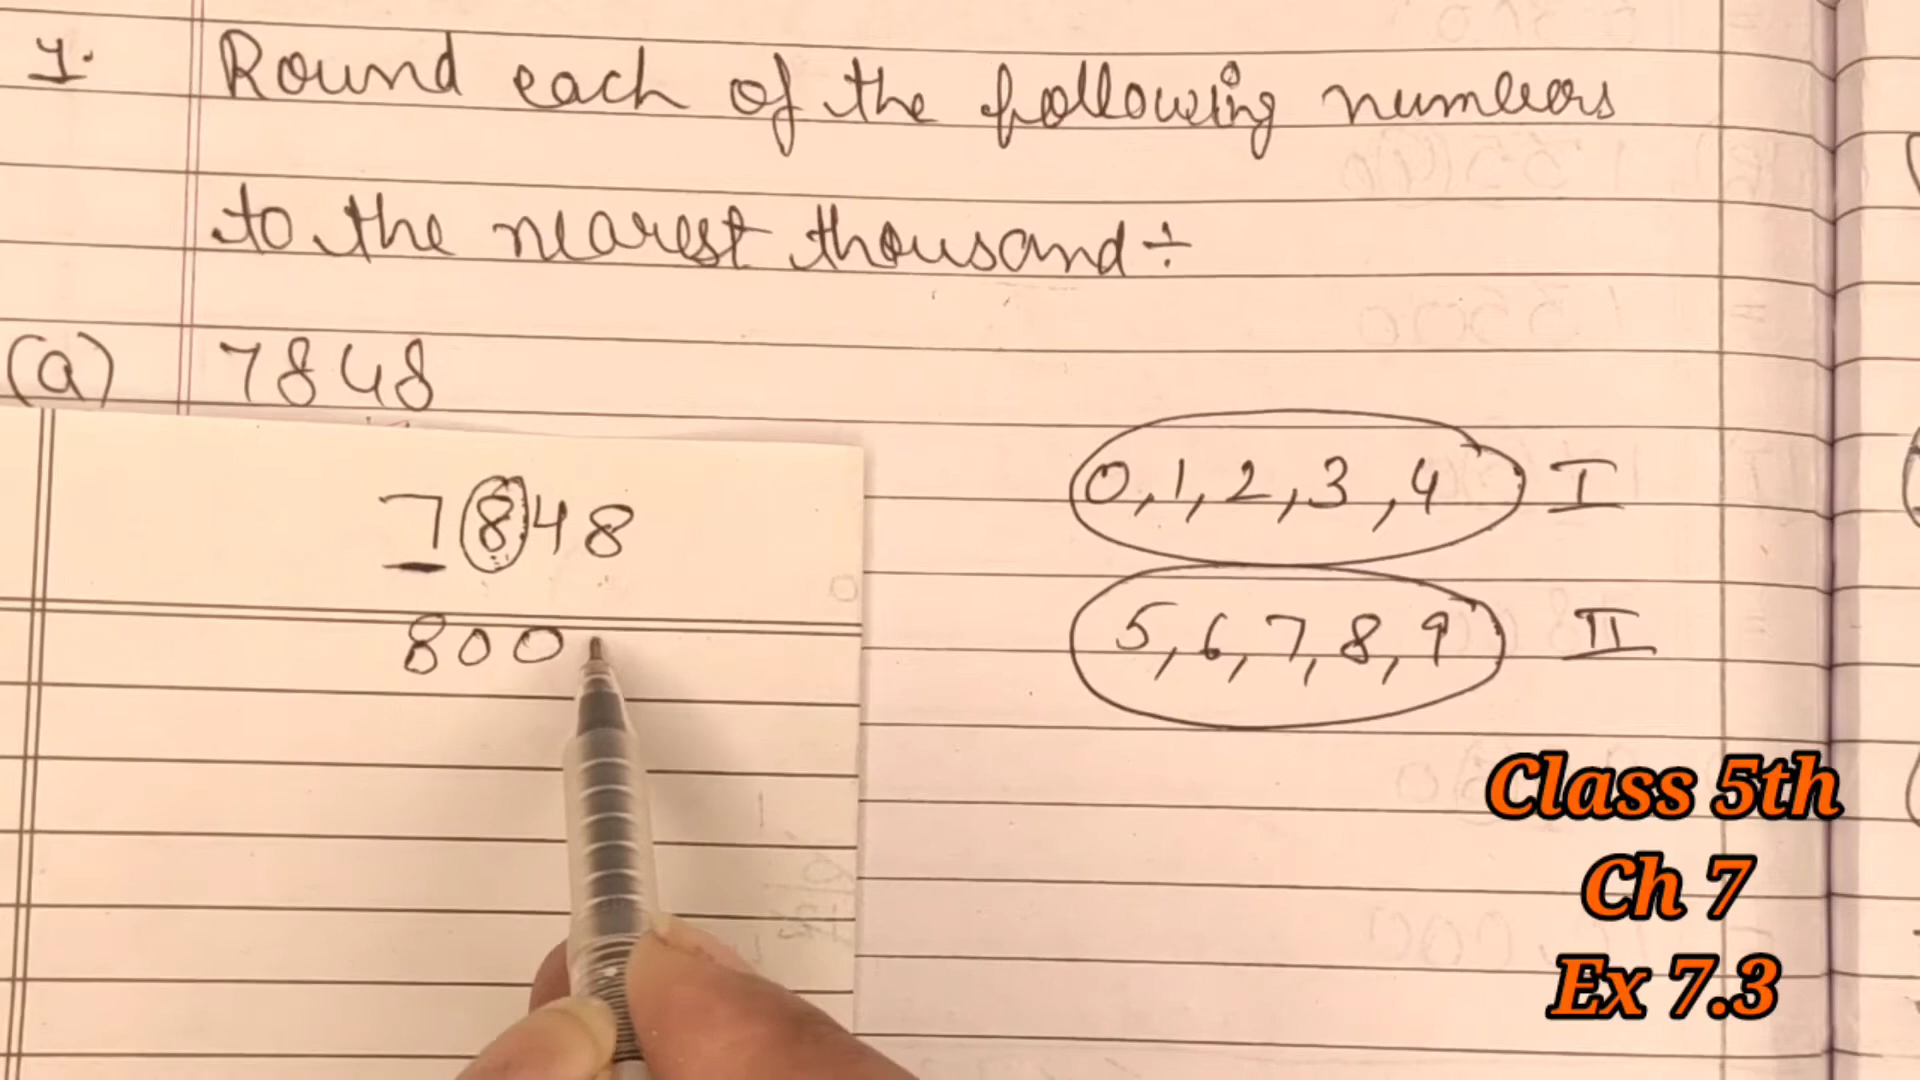 1. Round each of the following numbers
to the nearest thousand÷
(a) 7848
7848
800
0,1,2,3,4 I
5,6,7,8,9 II
Class 5th
Ch 7
Ex 7.3